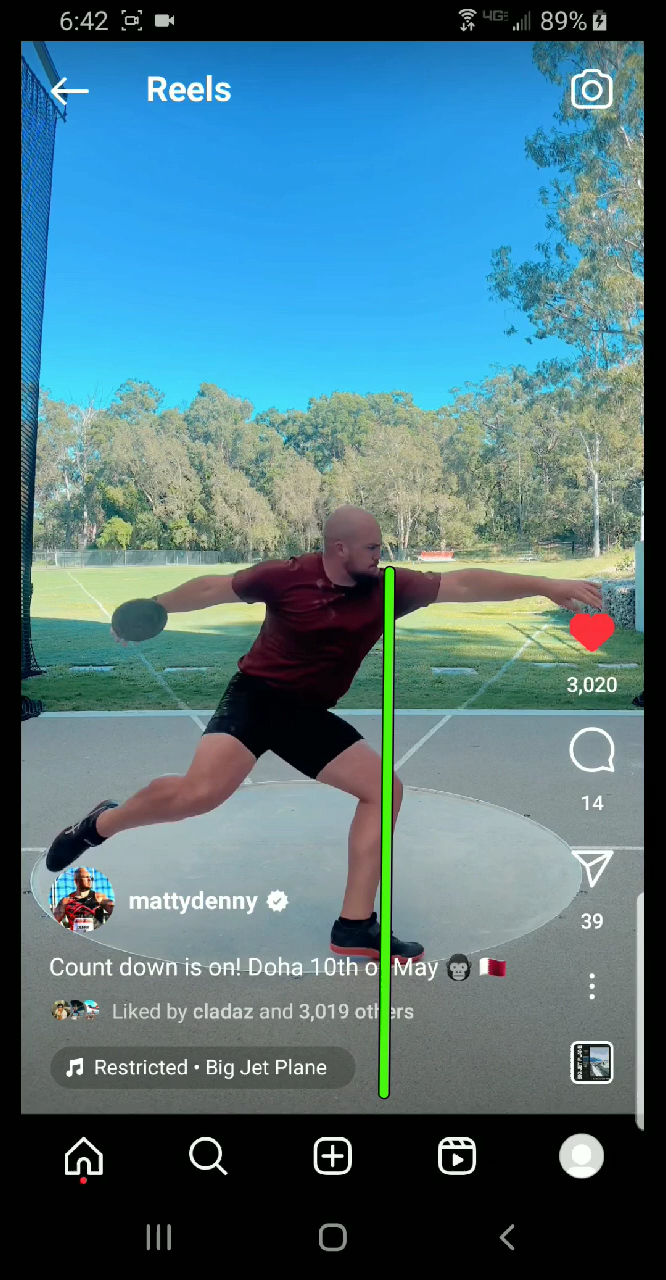 6:42
4GE 89%
Reels
3,020
14
mattydenny
39
Count down is on! Doha 10th of May 🦍 🇶🇦
Liked by cladaz and 3,019 others
Restricted • Big Jet Plane